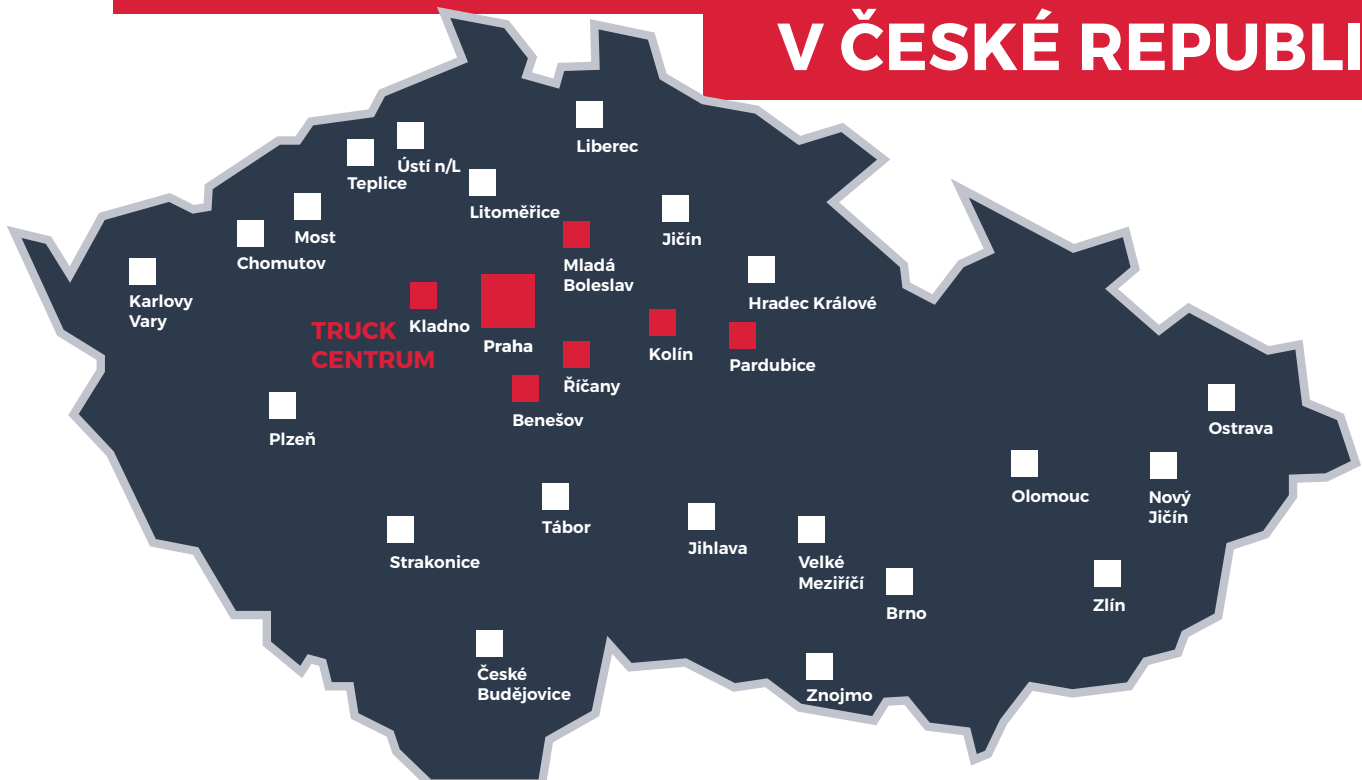 V ČESKÉ REPUBLI
Liberec
Ústí n/L
Teplice
Litoměřice
Most
Jičín
Chomutov
Mladá
Boleslav
Karlovy
Vary
Hradec Králové
TRUCK
CENTRUM
Kladno
Praha
Kolín
Pardubice
Říčany
Benešov
Plzeň
Ostrava
Olomouc
Nový
Jičín
Tábor
Jihlava
Strakonice
Velké
Meziříčí
Brno
Zlín
České
Budějovice
Znojmo